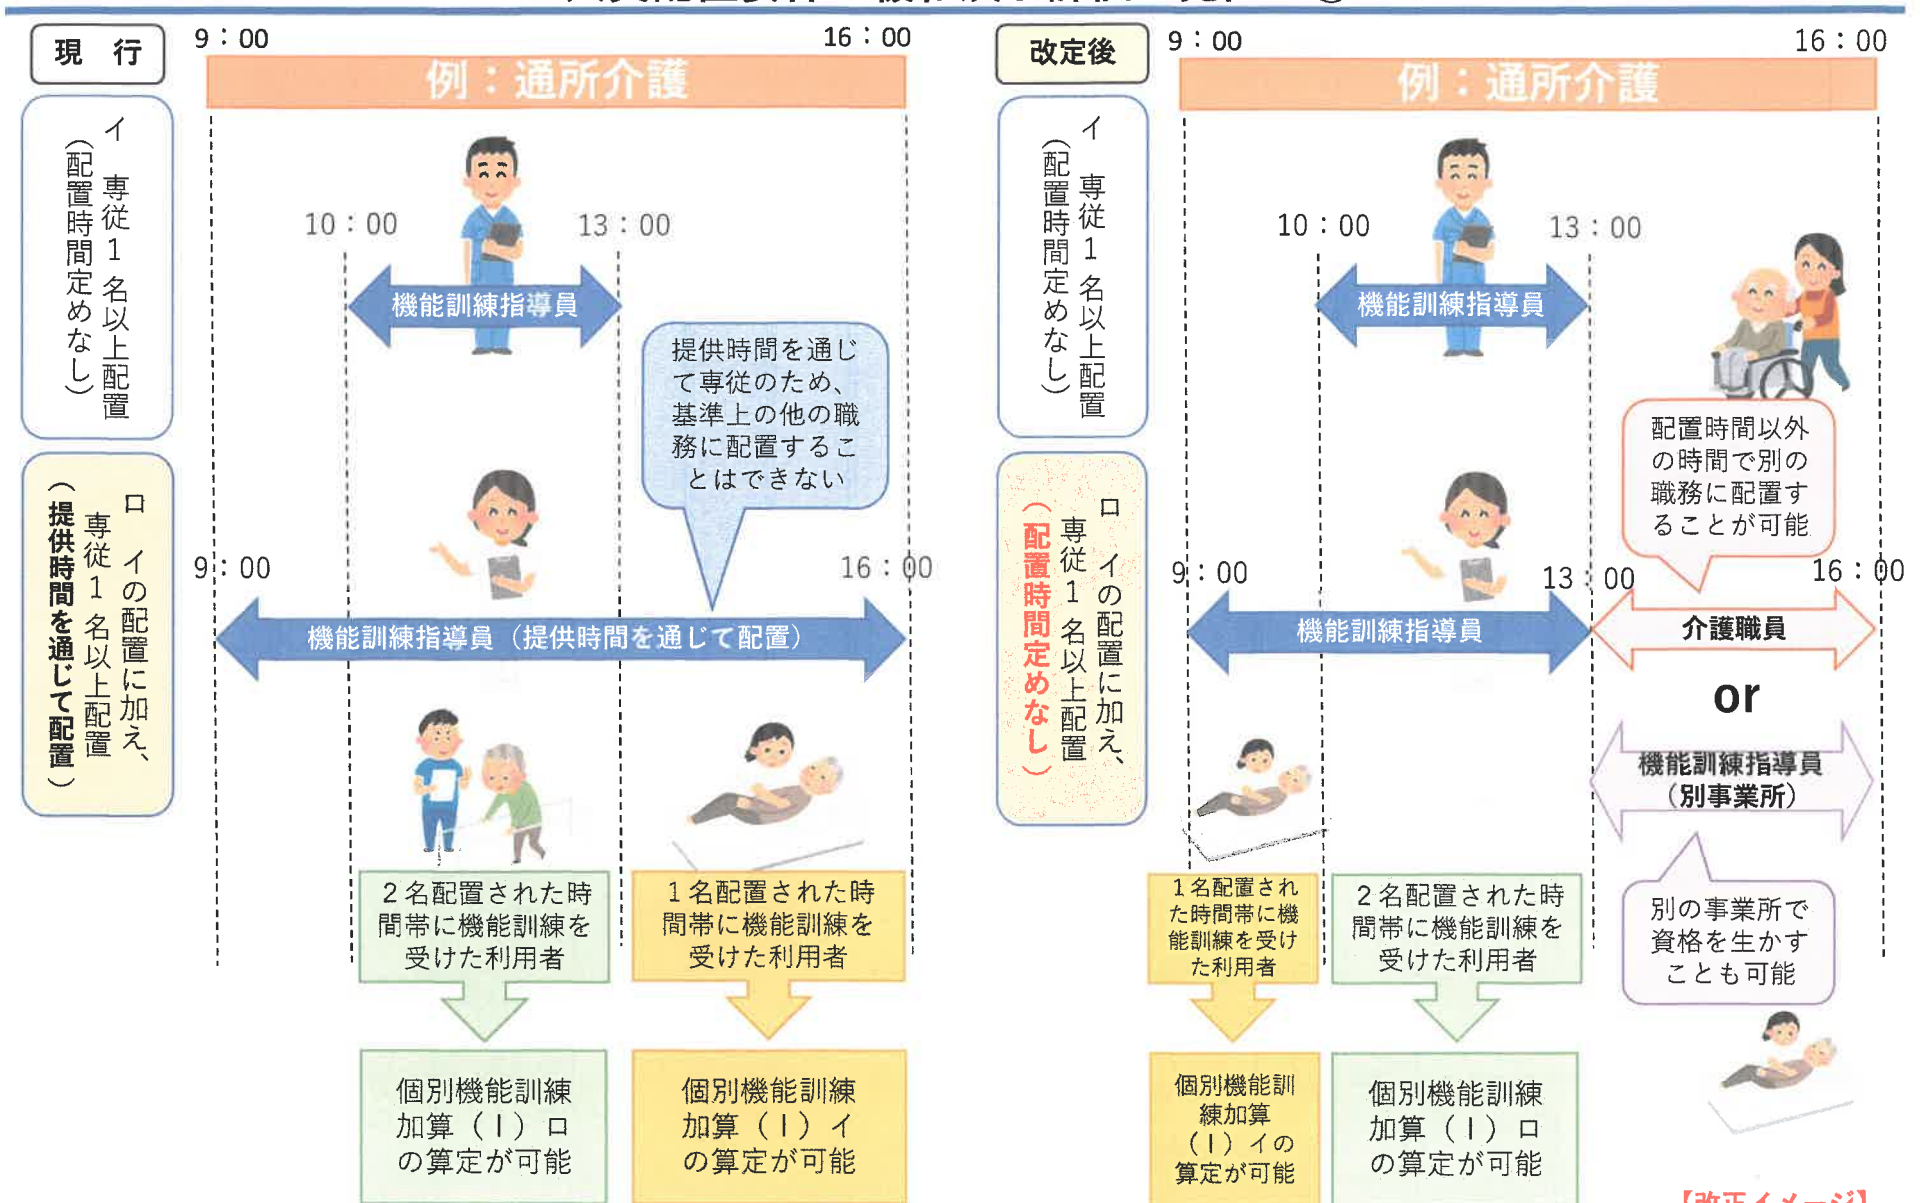 現　行
9：00
16：00
例：通所介護
イ　専従1名以上配置
（配置時間定めなし）
10：00
13：00
機能訓練指導員
提供時間を通じ
て専従のため、
基準上の他の職
務に配置するこ
とはできない
ロ　イの配置に加え、
専従1名以上配置
（提供時間を通じて配置）
9：00
16：00
機能訓練指導員（提供時間を通じて配置）
2名配置された時
間帯に機能訓練を
受けた利用者
1名配置された時
間帯に機能訓練を
受けた利用者
個別機能訓練
加算（Ⅰ）ロ
の算定が可能
個別機能訓練
加算（Ⅰ）イ
の算定が可能
改定後
9：00
16：00
例：通所介護
イ　専従1名以上配置
（配置時間定めなし）
10：00
13：00
機能訓練指導員
配置時間以外
の時間で別の
職務に配置す
ることが可能
ロ　イの配置に加え、
専従1名以上配置
（配置時間定めなし）
9：00
13：00
16：00
機能訓練指導員
介護職員
or
機能訓練指導員
（別事業所）
別の事業所で
資格を生かす
ことも可能
1名配置され
た時間帯に機
能訓練を受け
た利用者
2名配置された時
間帯に機能訓練を
受けた利用者
個別機能訓
練加算
（Ⅰ）イの
算定が可能
個別機能訓練
加算（Ⅰ）ロ
の算定が可能
【改正イメージ】